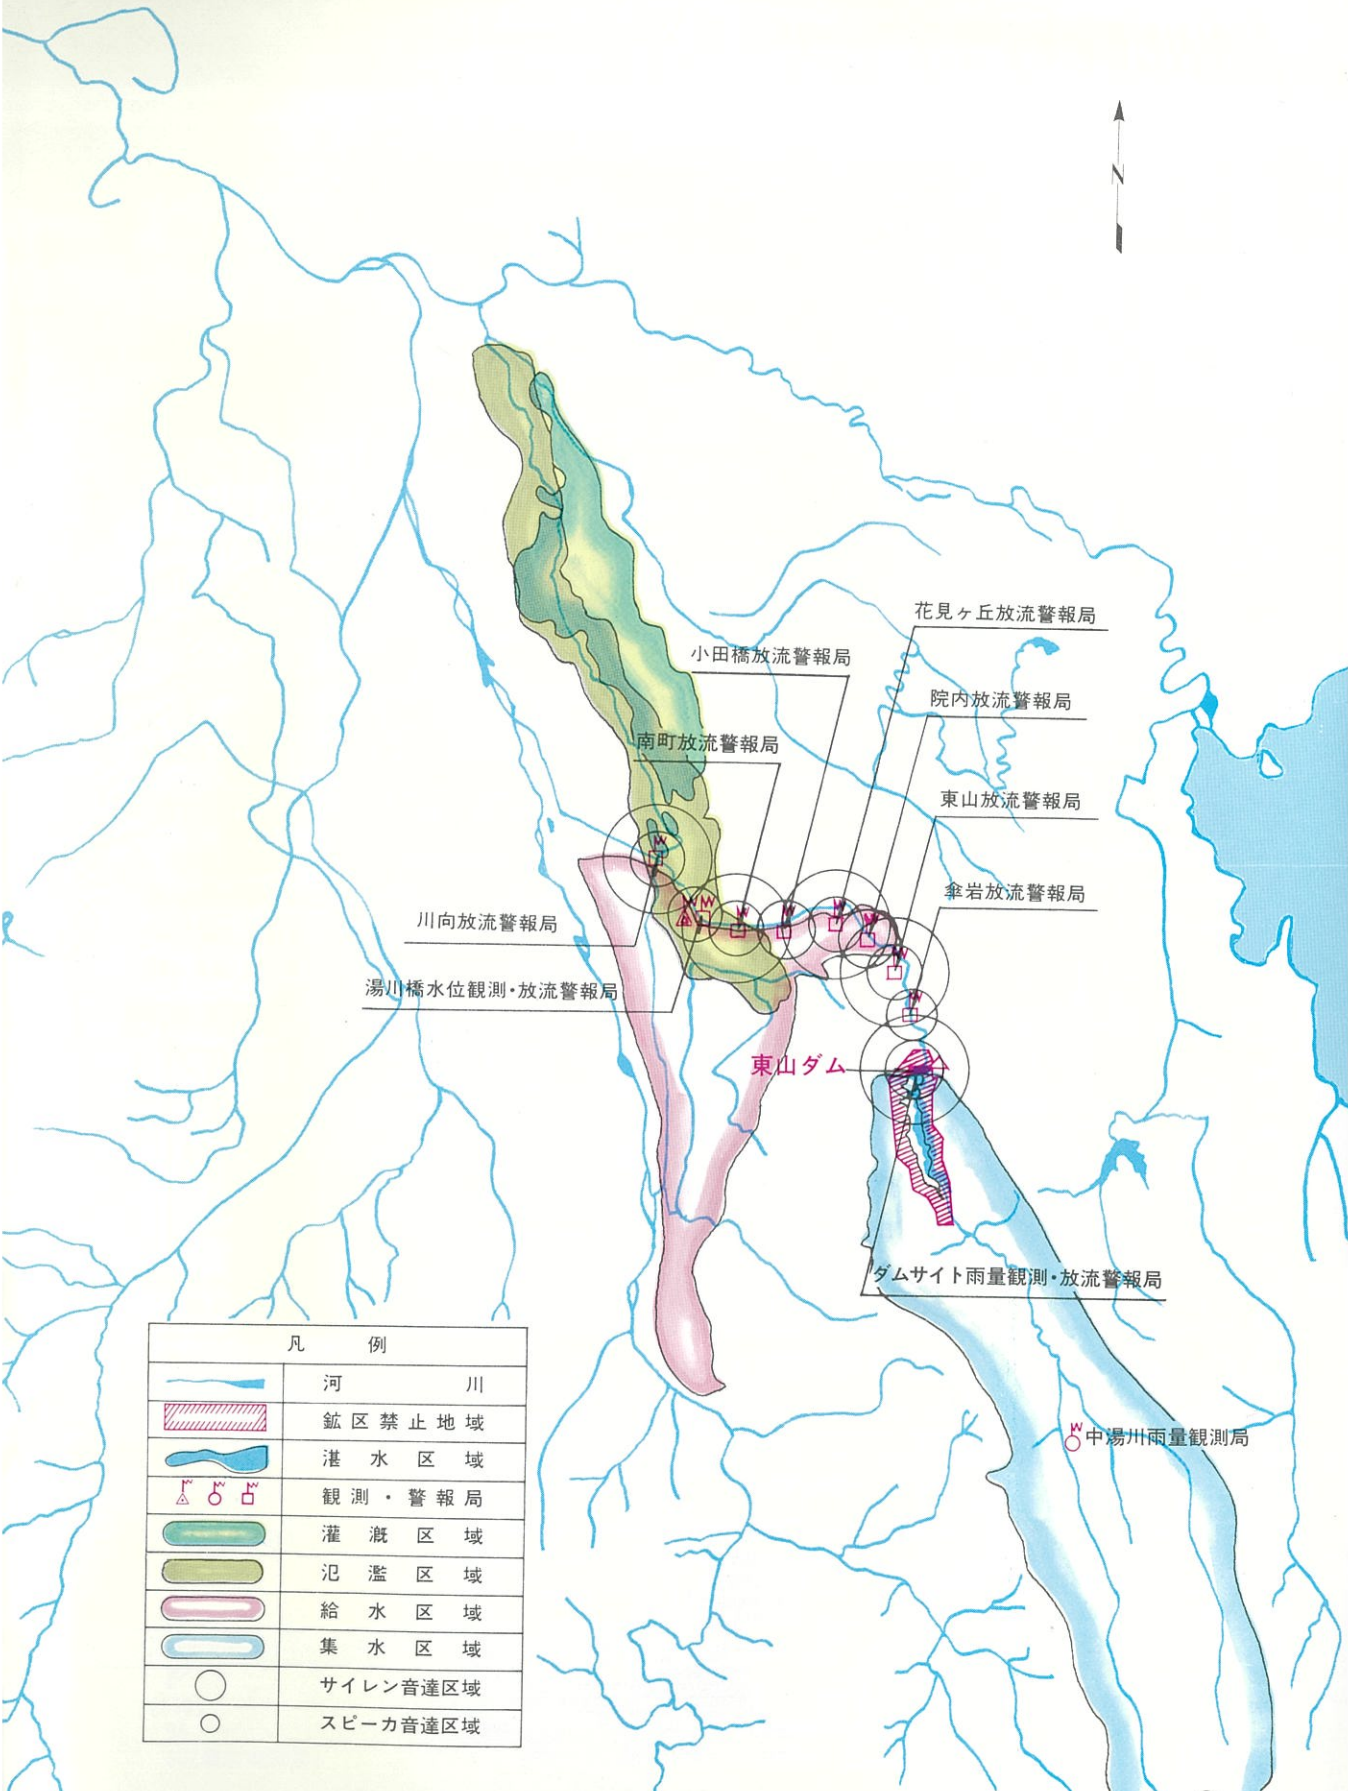 N
花見ヶ丘放流警報局
小田橋放流警報局
院内放流警報局
南町放流警報局
東山放流警報局
傘岩放流警報局
川向放流警報局
湯川橋水位観測・放流警報局
東山ダム
ダムサイト雨量観測・放流警報局
中湯川雨量観測局
凡例
河川
鉱区禁止地域
湛水区域
観測・警報局
灌漑区域
氾濫区域
給水区域
集水区域
サイレン音達区域
スピーカ音達区域